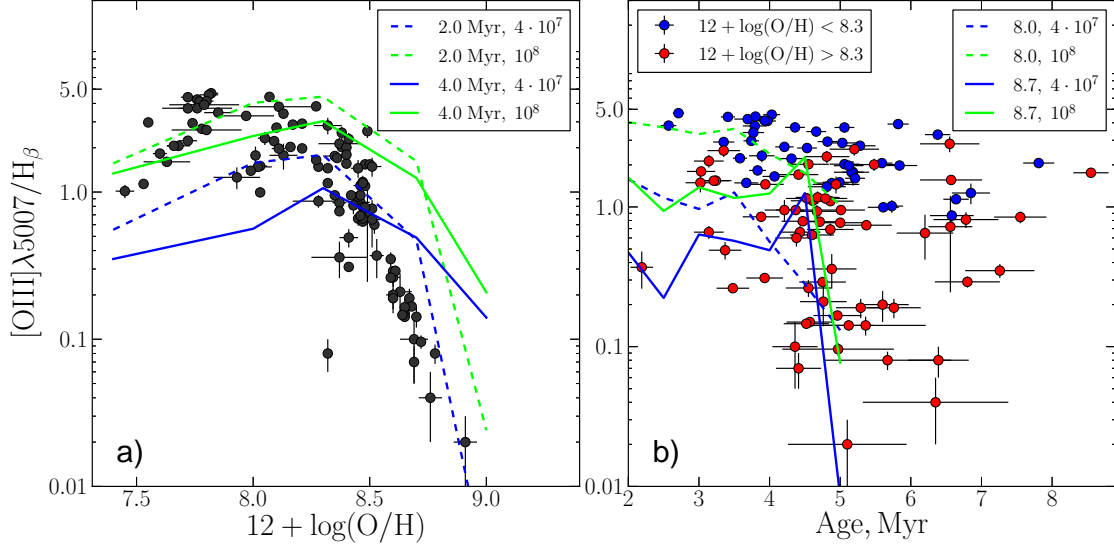 [OIII]λ5007/H_β
5.0
1.0
0.1
0.01
7.5
8.0
8.5
9.0
12 + log(O/H)
a)
2.0 Myr, 4 · 10^7
2.0 Myr, 10^8
4.0 Myr, 4 · 10^7
4.0 Myr, 10^8
12 + log(O/H) < 8.3
12 + log(O/H) > 8.3
8.0, 4 · 10^7
8.0, 10^8
8.7, 4 · 10^7
8.7, 10^8
5.0
1.0
0.1
0.01
b)
2
3
4
5
6
7
8
Age, Myr